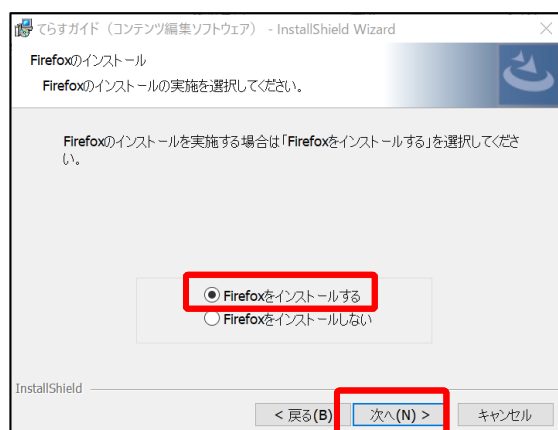 てらすガイド（コンテンツ編集ソフトウェア） - InstallShield Wizard
Firefoxのインストール
Firefoxのインストールの実施を選択してください。
Firefoxのインストールを実施する場合は「Firefoxをインストールする」を選択してくださ
い。
Firefoxをインストールする
Firefoxをインストールしない
InstallShield
< 戻る(B) 次へ(N) > キャンセル